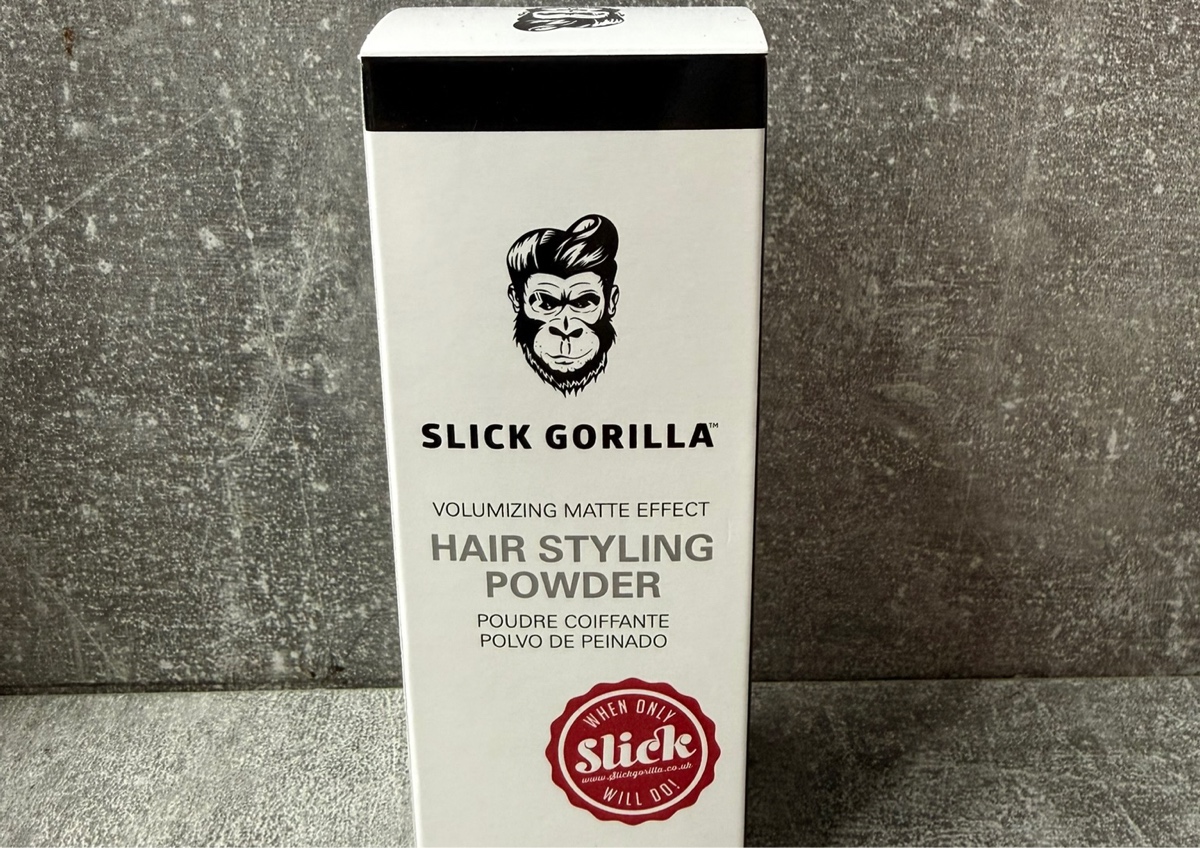 SLICK GORILLA™
VOLUMIZING MATTE EFFECT
HAIR STYLING
POWDER
POUDRE COIFFANTE
POLVO DE PEINADO
WHEN ONLY
Slick
www.slickgorilla.co.uk
WILL DO!